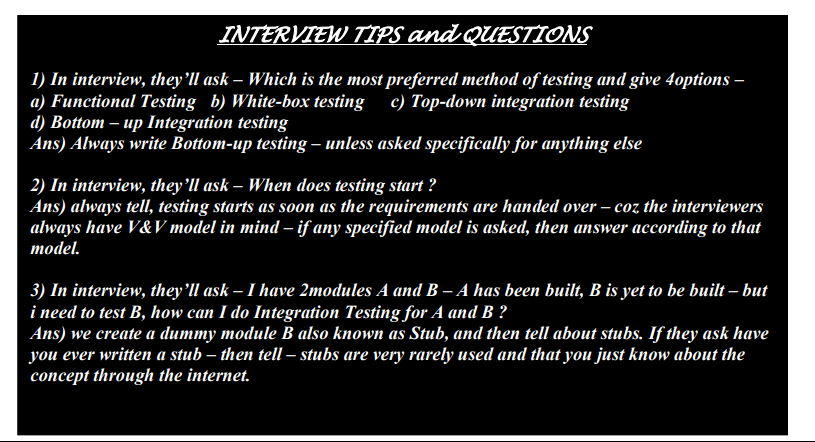 INTERVIEW TIPS and QUESTIONS
1) In interview, they’ll ask – Which is the most preferred method of testing and give 4options –
a) Functional Testing b) White-box testing c) Top-down integration testing
d) Bottom – up Integration testing
Ans) Always write Bottom-up testing – unless asked specifically for anything else
2) In interview, they’ll ask – When does testing start ?
Ans) always tell, testing starts as soon as the requirements are handed over – coz the interviewers
always have V&V model in mind – if any specified model is asked, then answer according to that
model.
3) In interview, they’ll ask – I have 2modules A and B – A has been built, B is yet to be built – but
i need to test B, how can I do Integration Testing for A and B ?
Ans) we create a dummy module B also known as Stub, and then tell about stubs. If they ask have
you ever written a stub – then tell – stubs are very rarely used and that you just know about the
concept through the internet.